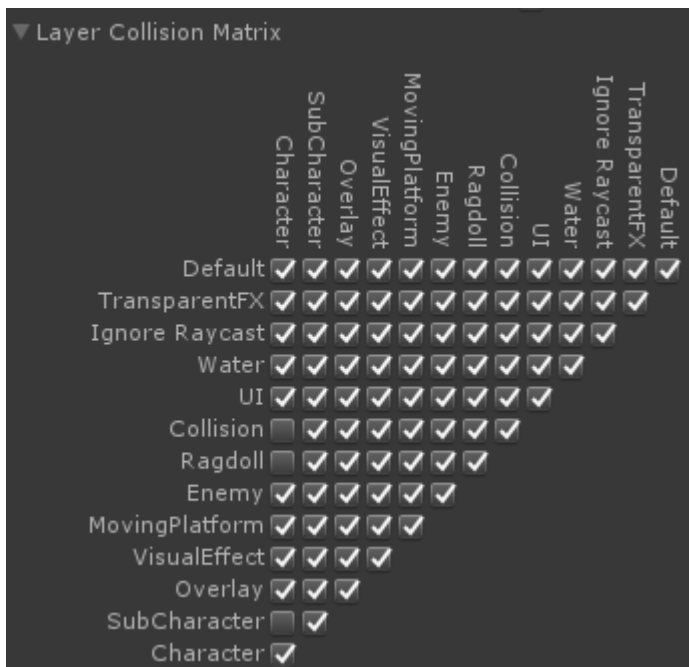 Layer Collision Matrix
Character
SubCharacter
Overlay
VisualEffect
MovingPlatform
Enemy
Ragdoll
Collision
UI
Water
Ignore Raycast
TransparentFX
Default
Default
TransparentFX
Ignore Raycast
Water
UI
Collision
Ragdoll
Enemy
MovingPlatform
VisualEffect
Overlay
SubCharacter
Character